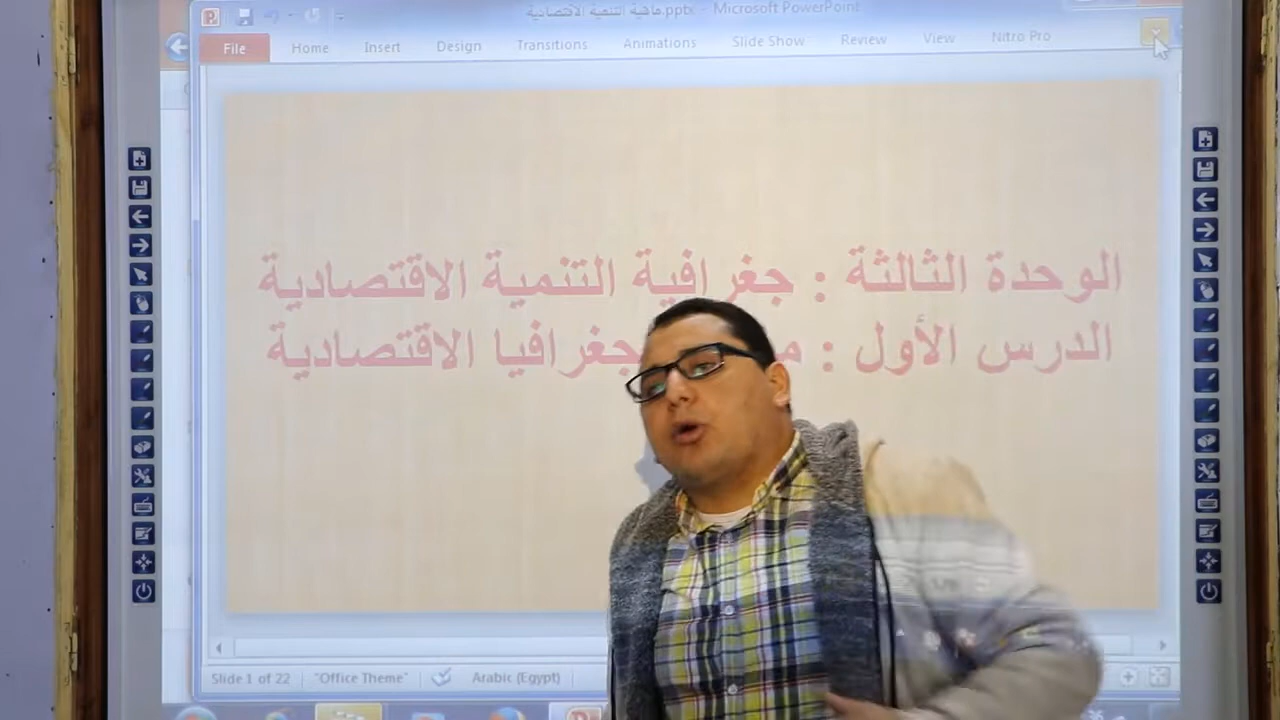 ماهية التنمية الاقتصادية.pptx - Microsoft PowerPoint
File Home Insert Design Transitions Animations Slide Show Review View Nitro Pro
الوحدة الثالثة : جغرافية التنمية الاقتصادية
الدرس الأول : جغرافيا الاقتصادية
Slide 1 of 22 "Office Theme" Arabic (Egypt)